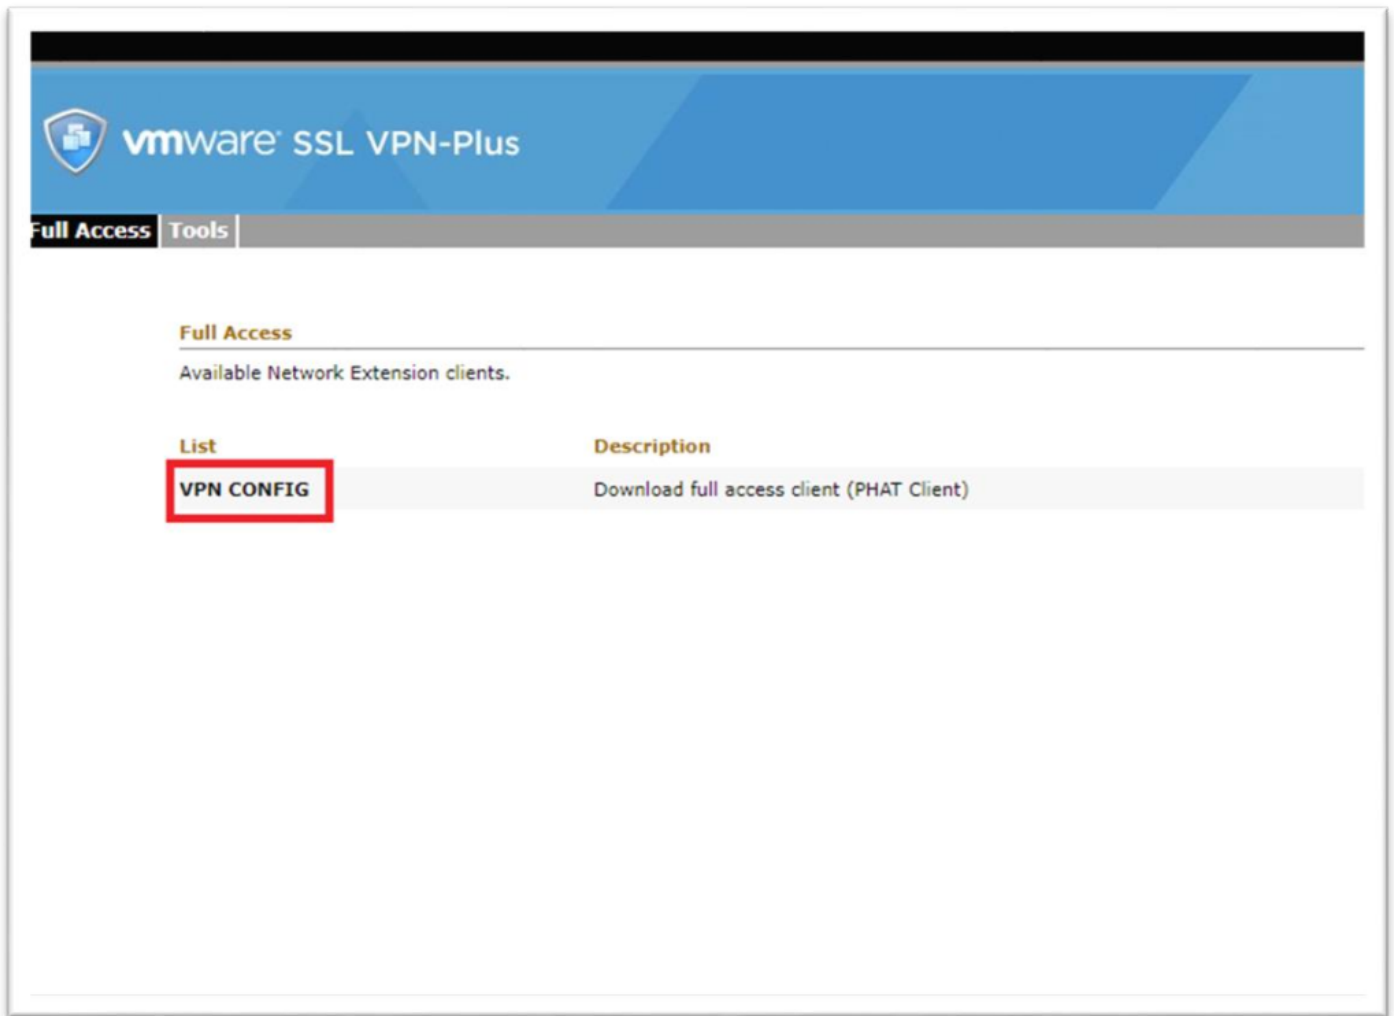 vmware® SSL VPN-Plus
Full Access Tools
Full Access
Available Network Extension clients.
List Description
VPN CONFIG Download full access client (PHAT Client)